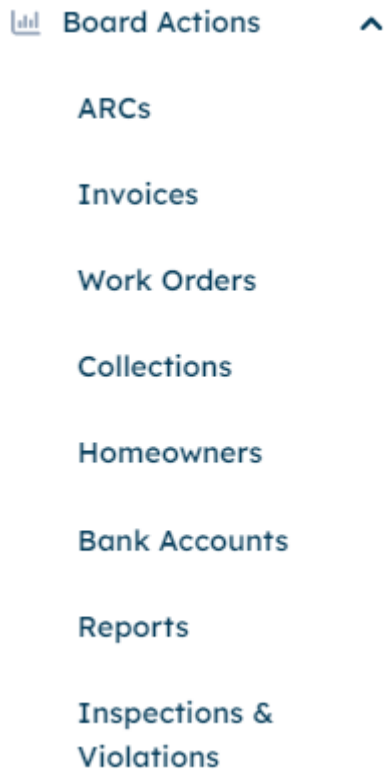 Board Actions
ARCs
Invoices
Work Orders
Collections
Homeowners
Bank Accounts
Reports
Inspections &
Violations